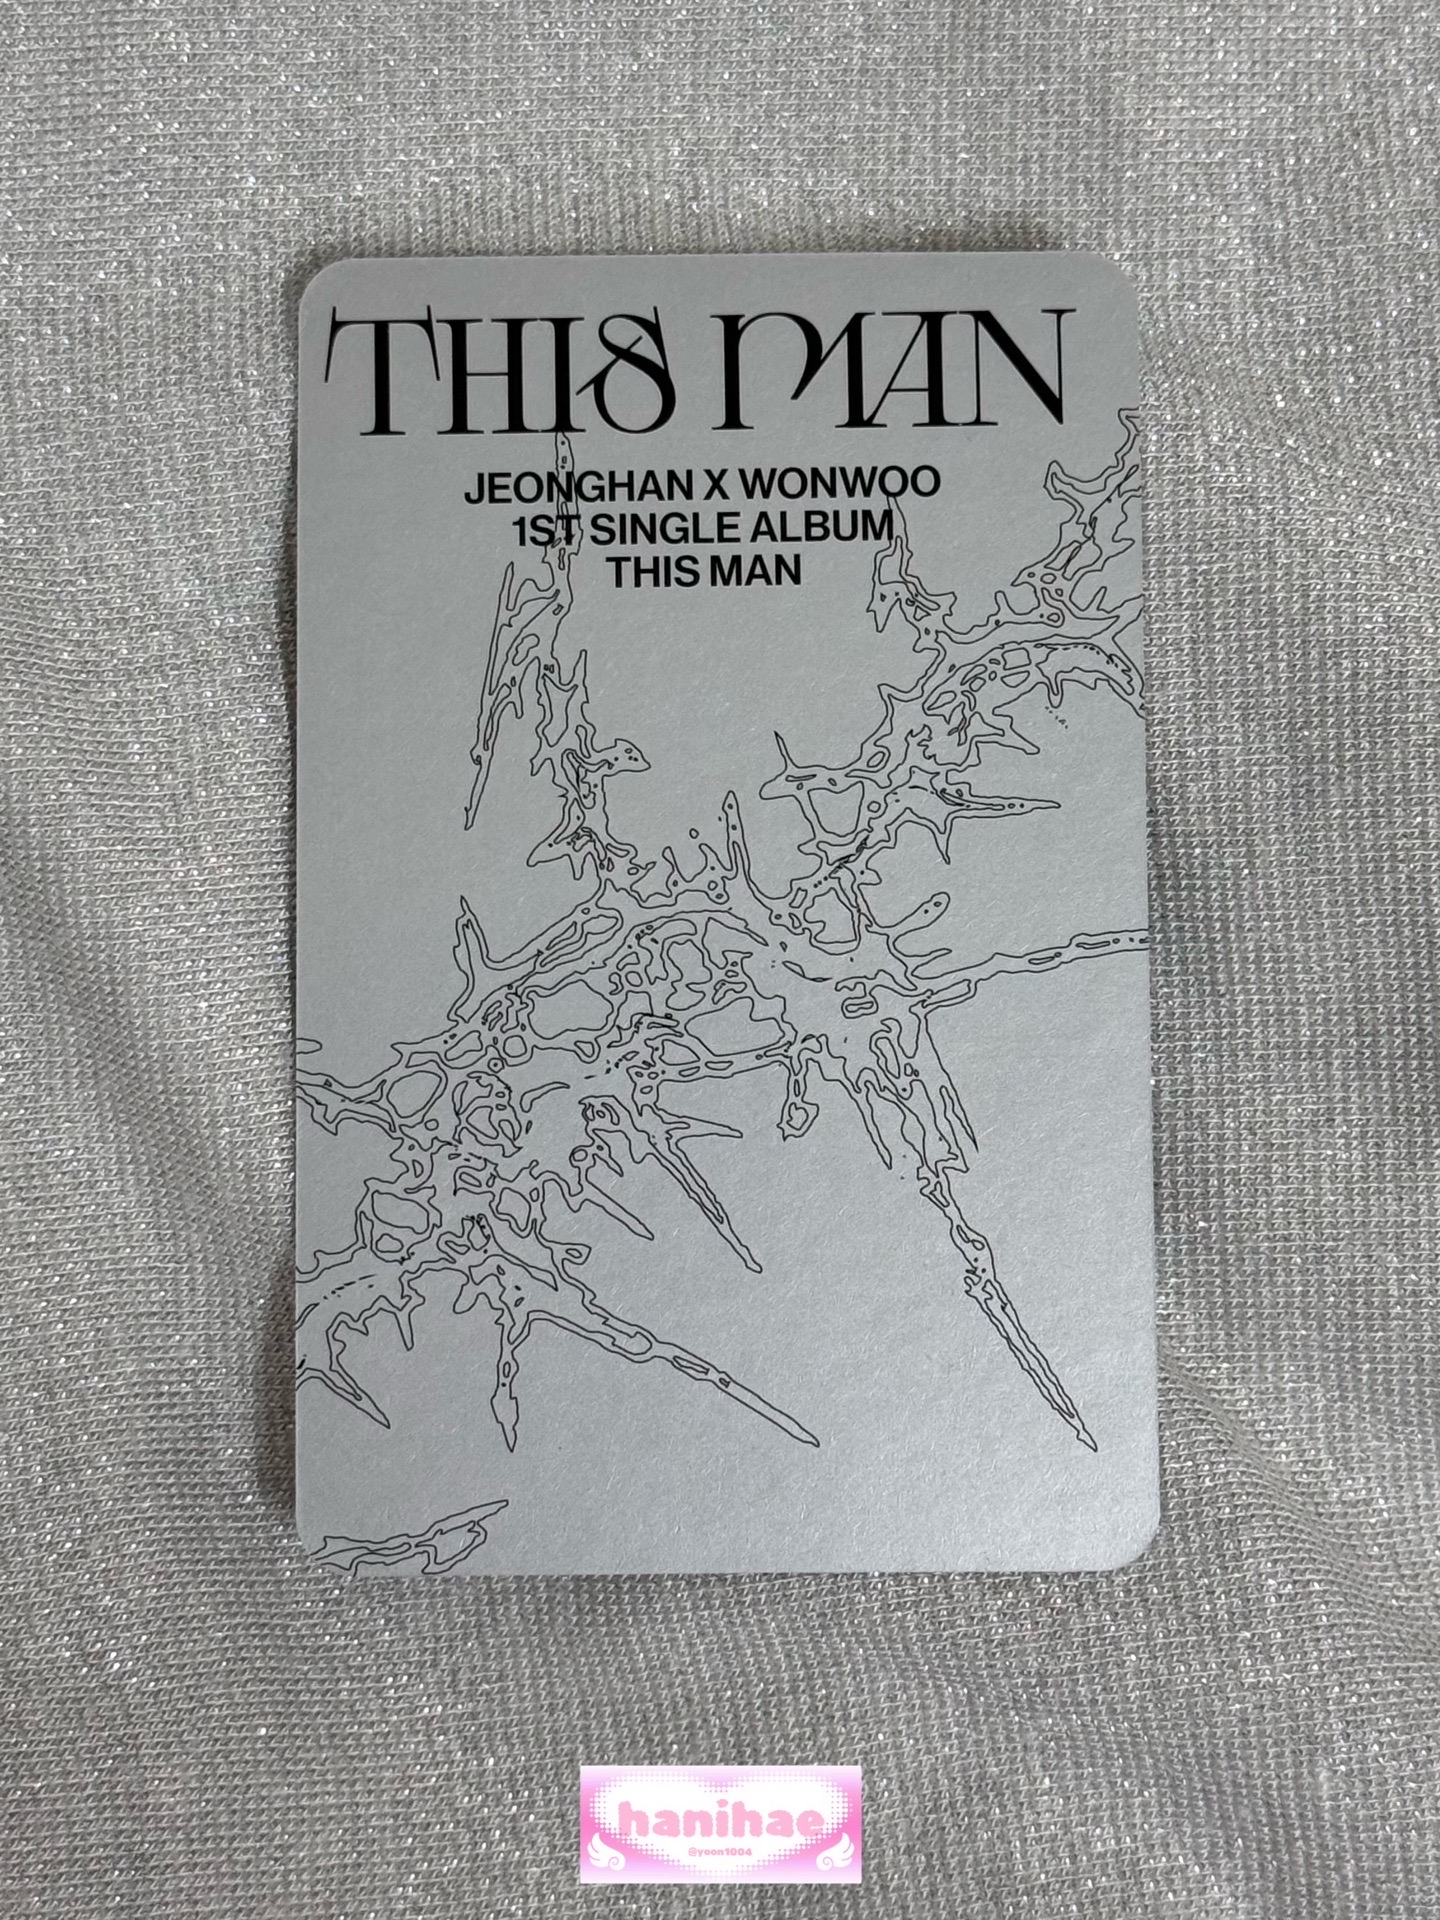 THIS MAN
JEONGHAN X WONWOO
1ST SINGLE ALBUM
THIS MAN
hanihae
@yoon1004